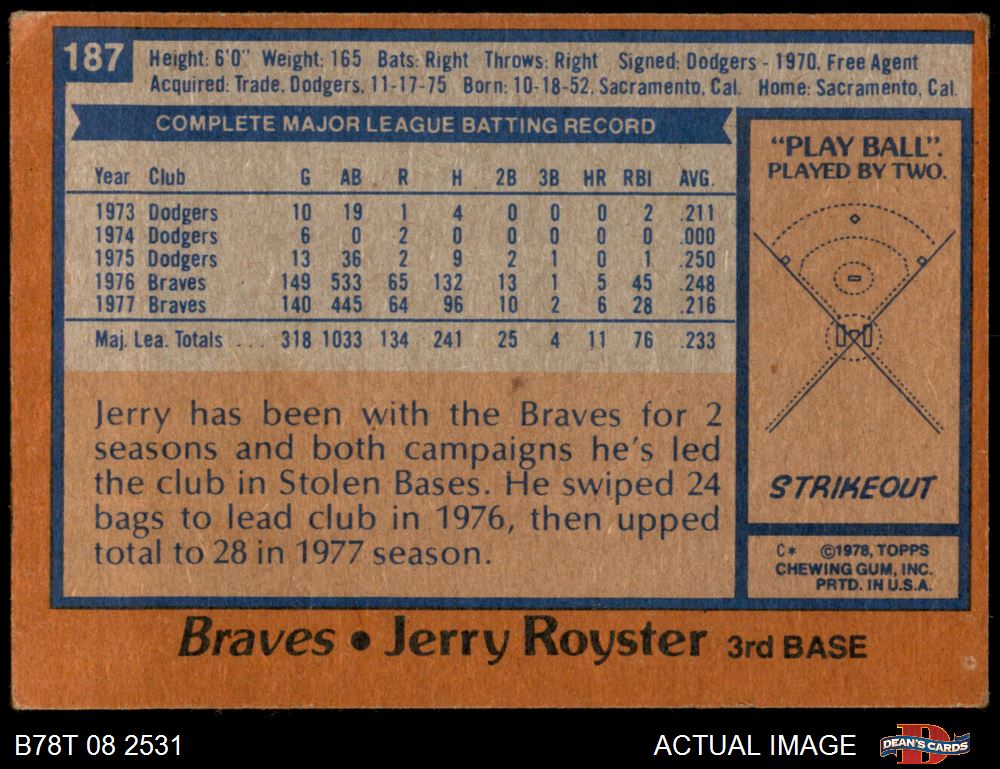 187
Height: 6'0" Weight: 165 Bats: Right Throws: Right Signed: Dodgers - 1970, Free Agent
Acquired: Trade, Dodgers, 11-17-75 Born: 10-18-52, Sacramento, Cal. Home: Sacramento, Cal.
COMPLETE MAJOR LEAGUE BATTING RECORD
Year Club G AB R H 2B 3B HR RBI AVG.
1973 Dodgers 10 19 1 4 0 0 0 2 .211
1974 Dodgers 6 0 2 0 0 0 0 0 .000
1975 Dodgers 13 36 2 9 2 1 0 1 .250
1976 Braves 149 533 65 132 13 1 5 45 .248
1977 Braves 140 445 64 96 10 2 6 28 .216
Maj. Lea. Totals ... 318 1033 134 241 25 4 11 76 .233
Jerry has been with the Braves for 2
seasons and both campaigns he's led
the club in Stolen Bases. He swiped 24
bags to lead club in 1976, then upped
total to 28 in 1977 season.
"PLAY BALL".
PLAYED BY TWO.
STRIKEOUT
C* ©1978, TOPPS
CHEWING GUM, INC.
PRTD. IN U.S.A.
Braves • Jerry Royster 3rd BASE
B78T 08 2531
ACTUAL IMAGE
B
DEAN'S CARDS